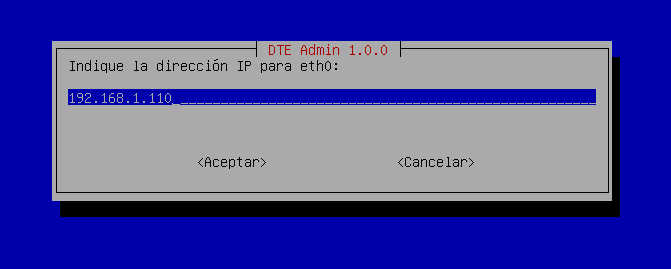 DTE Admin 1.0.0
Indique la dirección IP para eth0:
192.168.1.110
<Aceptar> <Cancelar>